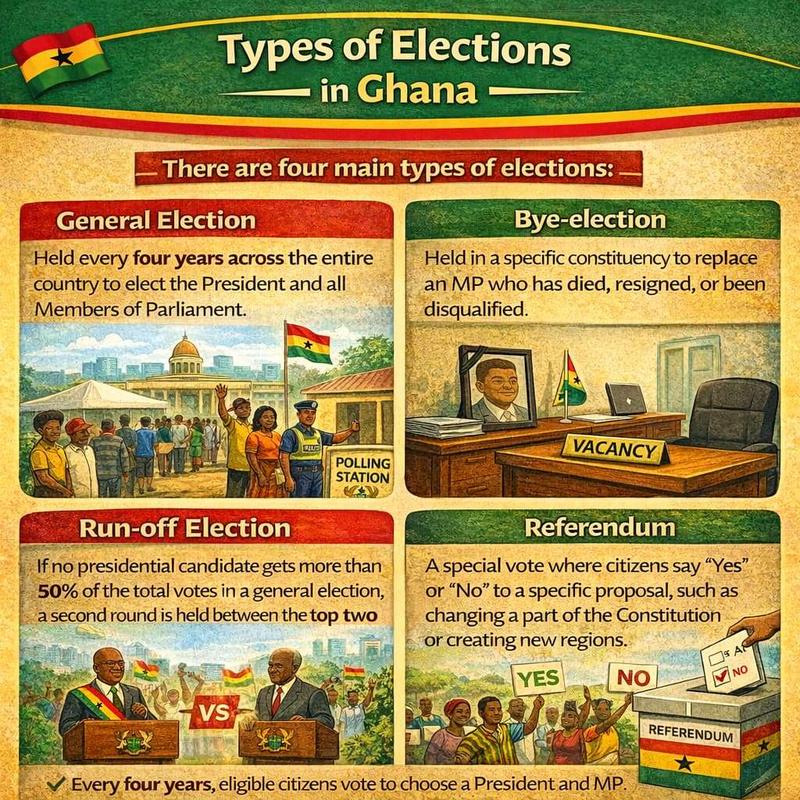 Types of Elections
in Ghana
There are four main types of elections:
General Election
Held every four years across the entire
country to elect the President and all
Members of Parliament.
POLLING
STATION
Bye-election
Held in a specific constituency to replace
an MP who has died, resigned, or been
disqualified.
VACANCY
Run-off Election
If no presidential candidate gets more than
50% of the total votes in a general election,
a second round is held between the top two
VS
Referendum
A special vote where citizens say “Yes”
or “No” to a specific proposal, such as
changing a part of the Constitution
or creating new regions.
YES
NO
NO
REFERENDUM
✓ Every four years, eligible citizens vote to choose a President and MP.